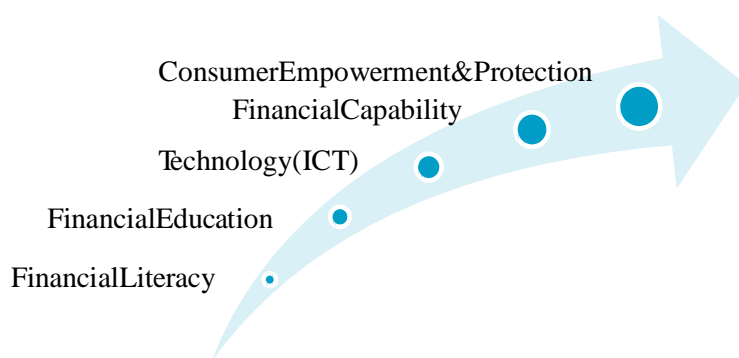 ConsumerEmpowerment&Protection
FinancialCapability
Technology(ICT)
FinancialEducation
FinancialLiteracy